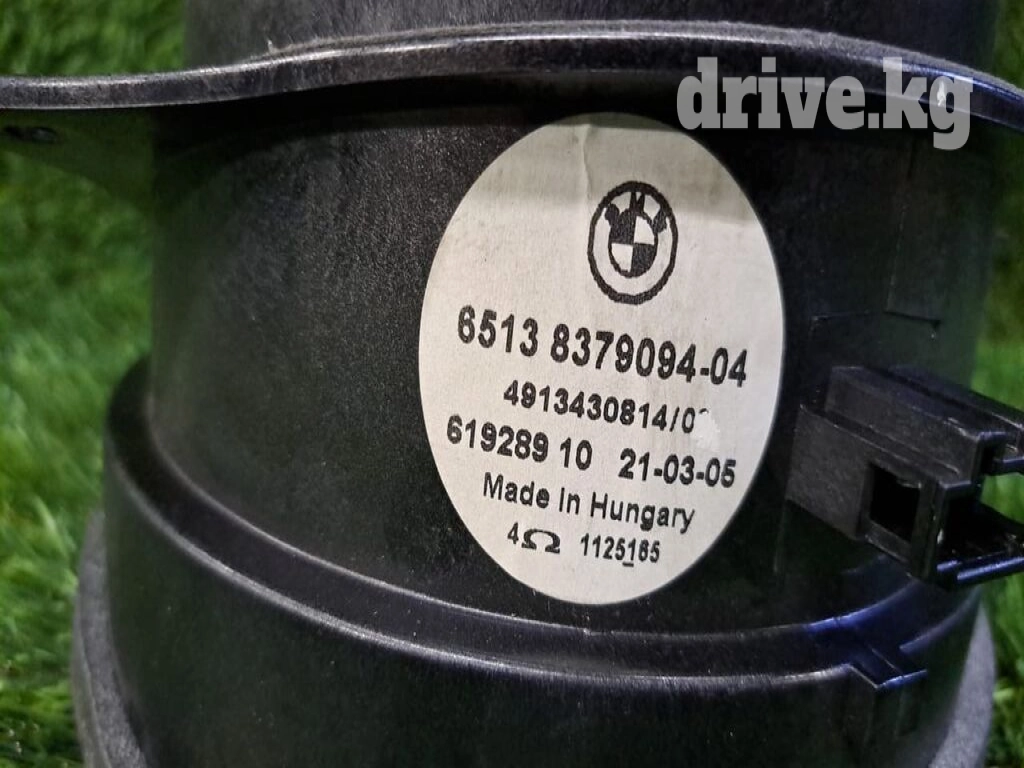 drive.kg
6513 8379094-04
4913430814/0
619289 10 21-03-05
Made In Hungary
4Ω 1125165